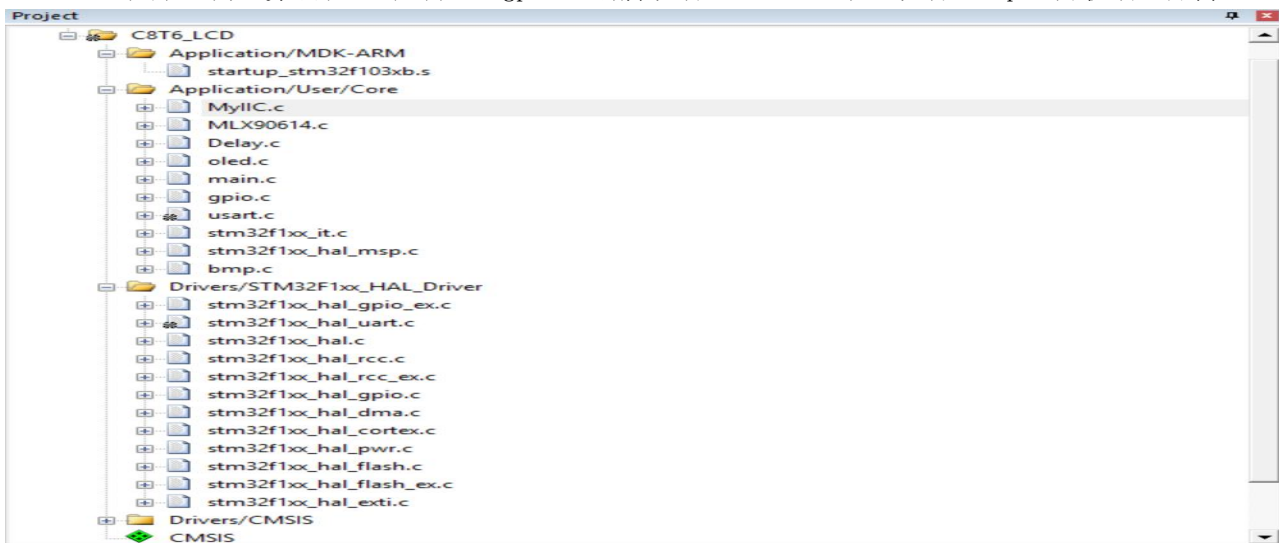 Project
C8T6_LCD
Application/MDK-ARM
startup_stm32f103xb.s
Application/User/Core
MyIIC.c
MLX90614.c
Delay.c
oled.c
main.c
gpio.c
usart.c
stm32f1xx_it.c
stm32f1xx_hal_msp.c
bmp.c
Drivers/STM32F1xx_HAL_Driver
stm32f1xx_hal_gpio_ex.c
stm32f1xx_hal_uart.c
stm32f1xx_hal.c
stm32f1xx_hal_rcc.c
stm32f1xx_hal_rcc_ex.c
stm32f1xx_hal_gpio.c
stm32f1xx_hal_dma.c
stm32f1xx_hal_cortex.c
stm32f1xx_hal_pwr.c
stm32f1xx_hal_flash.c
stm32f1xx_hal_flash_ex.c
stm32f1xx_hal_exti.c
Drivers/CMSIS
CMSIS